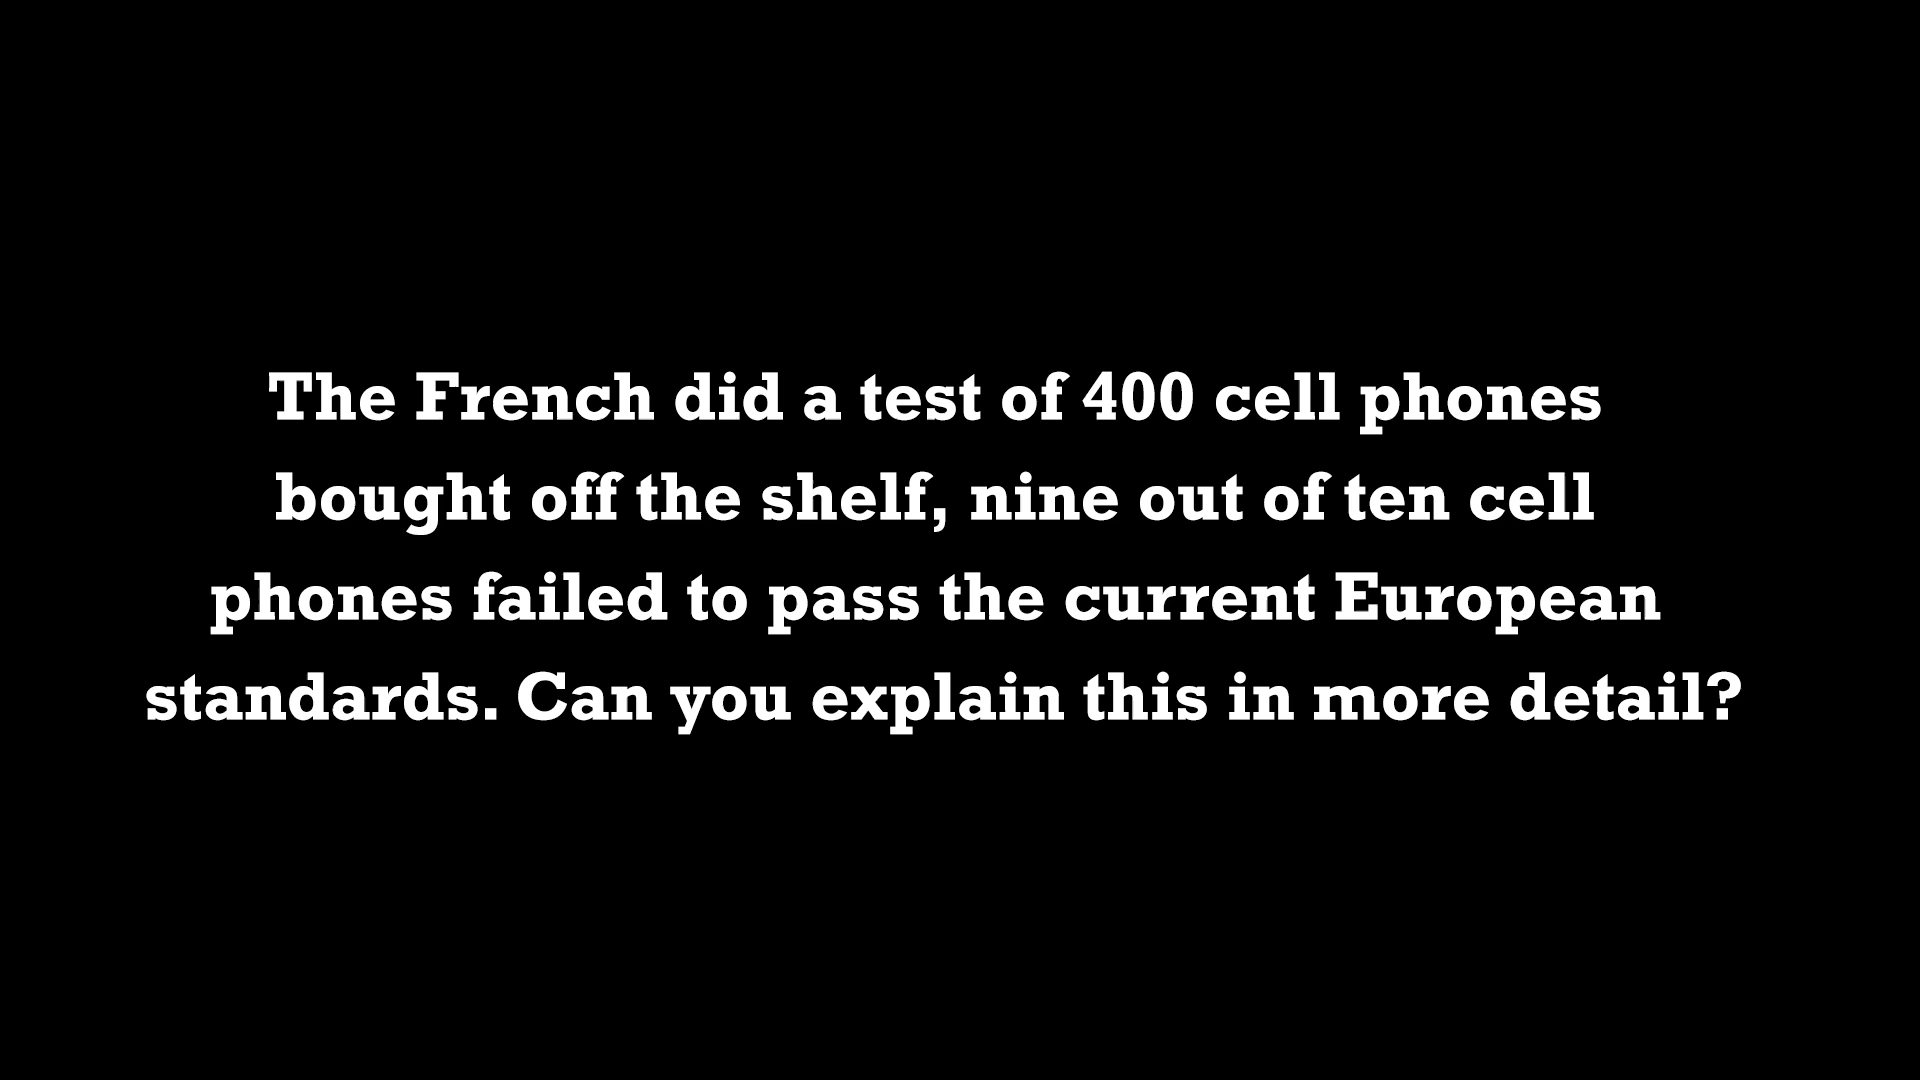 The French did a test of 400 cell phones
bought off the shelf, nine out of ten cell
phones failed to pass the current European
standards. Can you explain this in more detail?